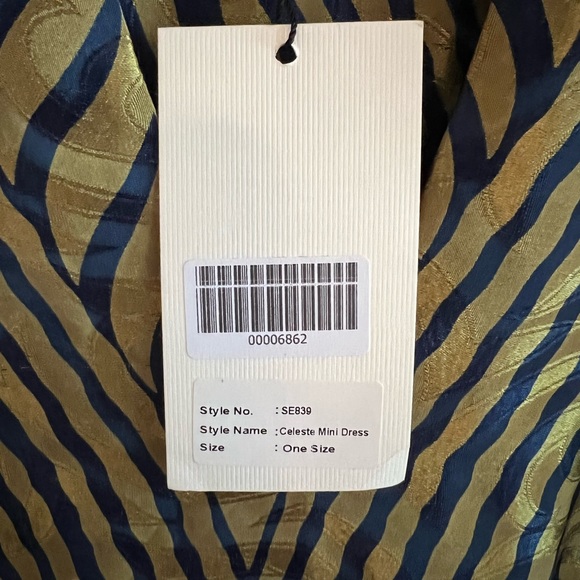 00006862
Style No. : SE839
Style Name : Celeste Mini Dress
Size : One Size